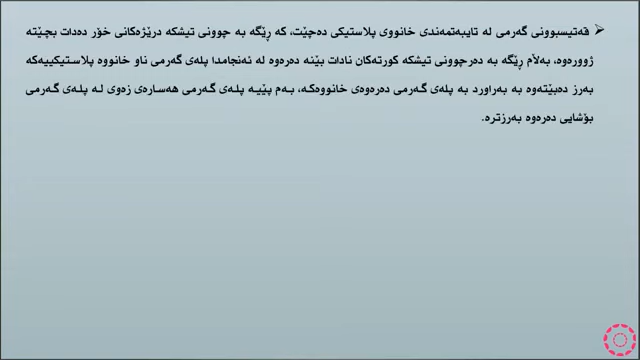 ➢ قەتیسبوونی گەرمی لە تایبەتمەندی خانووی پلاستیکی دەچێت، کە ڕێگە بە چوونی تیشکە درێژەکانی خۆر دەدات بچێتە
ژوورەوە، بەڵام ڕێگە بە دەرچوونی تیشکە کورتەکان نادات بێنە دەرەوە لە ئەنجامدا پلەی گەرمی ناو خانووە پلاستیکییەکە
بەرز دەبێتەوە بە بەراورد بە پلەی گەرمی دەرەوەی خانووەکە، بەم پێیە پلەی گەرمی هەسارەی زەوی لە پلەی گەرمی
بۆشایی دەرەوە بەرزترە.